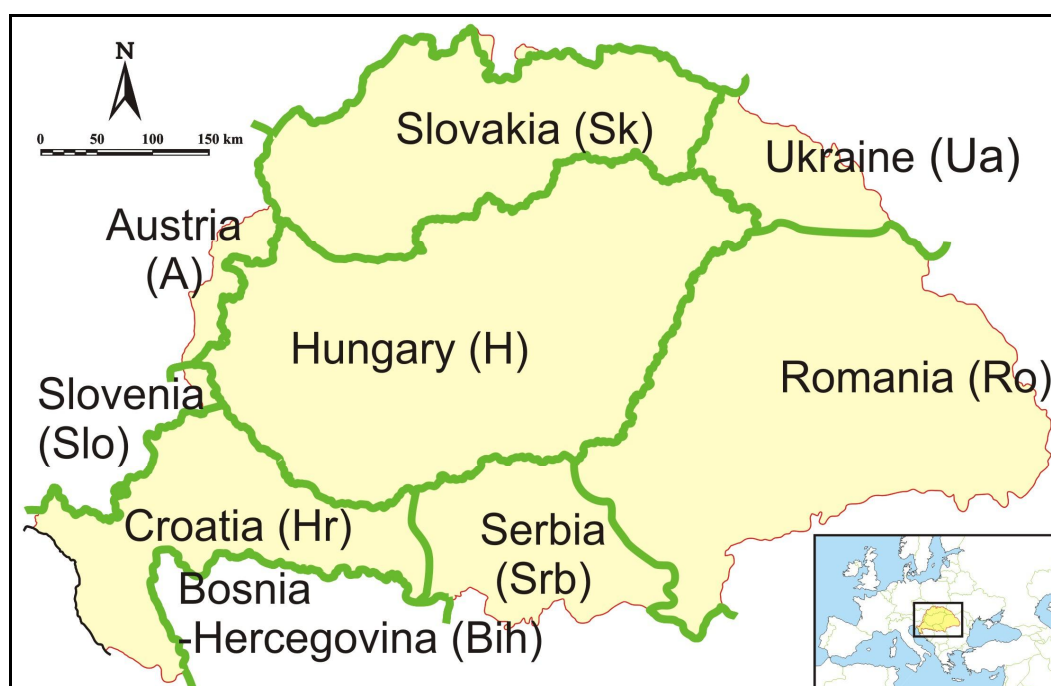 N
0 50 100 150 km
Slovakia (Sk)
Ukraine (Ua)
Austria
(A)
Hungary (H)
Romania (Ro)
Slovenia
(Slo)
Croatia (Hr)
Serbia
(Srb)
Bosnia
-Hercegovina (Bih)